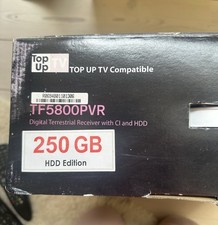 Top
Up TV
TOP UP TV Compatible
TF5800PVR
Digital Terrestrial Receiver with CI and HDD
250 GB
HDD Edition